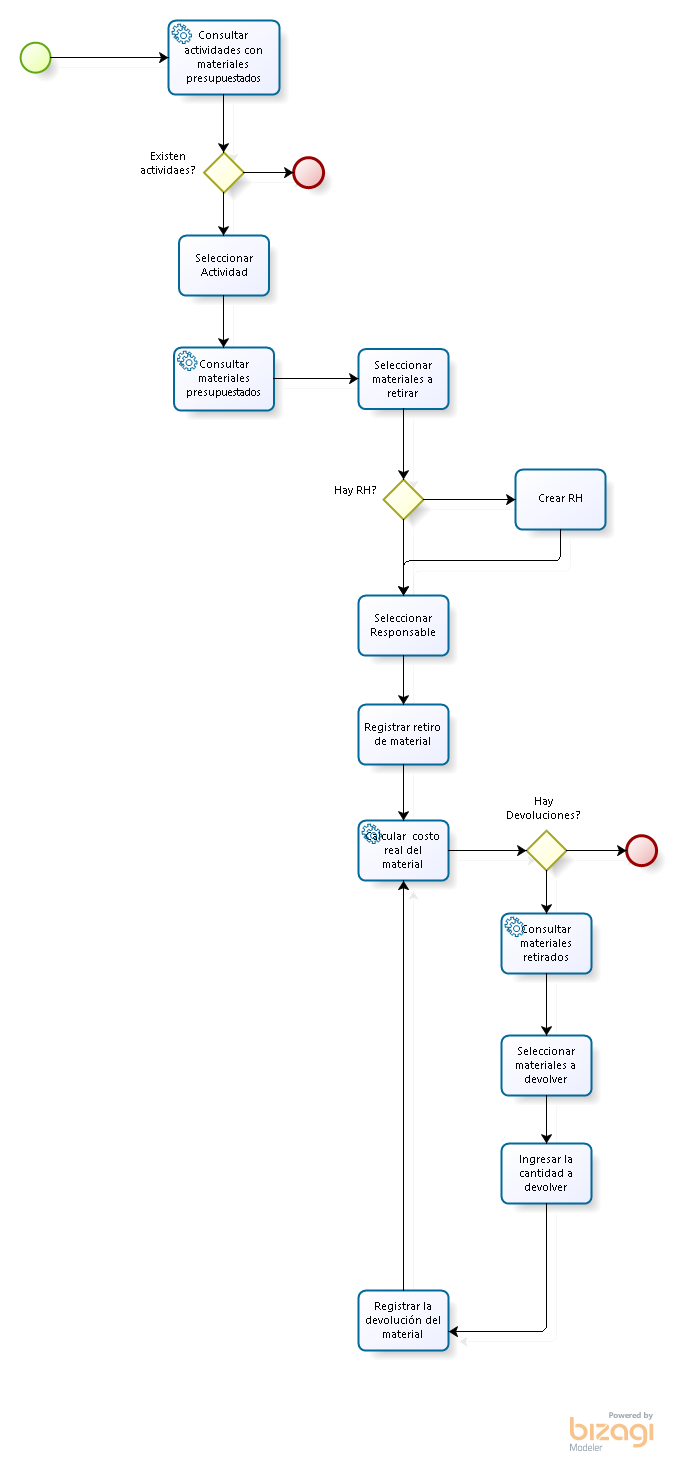 Consultar
actividades con
materiales
presupuestados
Existen
actividaes?
Seleccionar
Actividad
Consultar
materiales
presupuestados
Seleccionar
materiales a
retirar
Hay RH?
Crear RH
Seleccionar
Responsable
Registrar retiro
de material
Calcular costo
real del
material
Hay
Devoluciones?
Consultar
materiales
retirados
Seleccionar
materiales a
devolver
Ingresar la
cantidad a
devolver
Registrar la
devolución del
material
Powered by
bizagi
Modeler